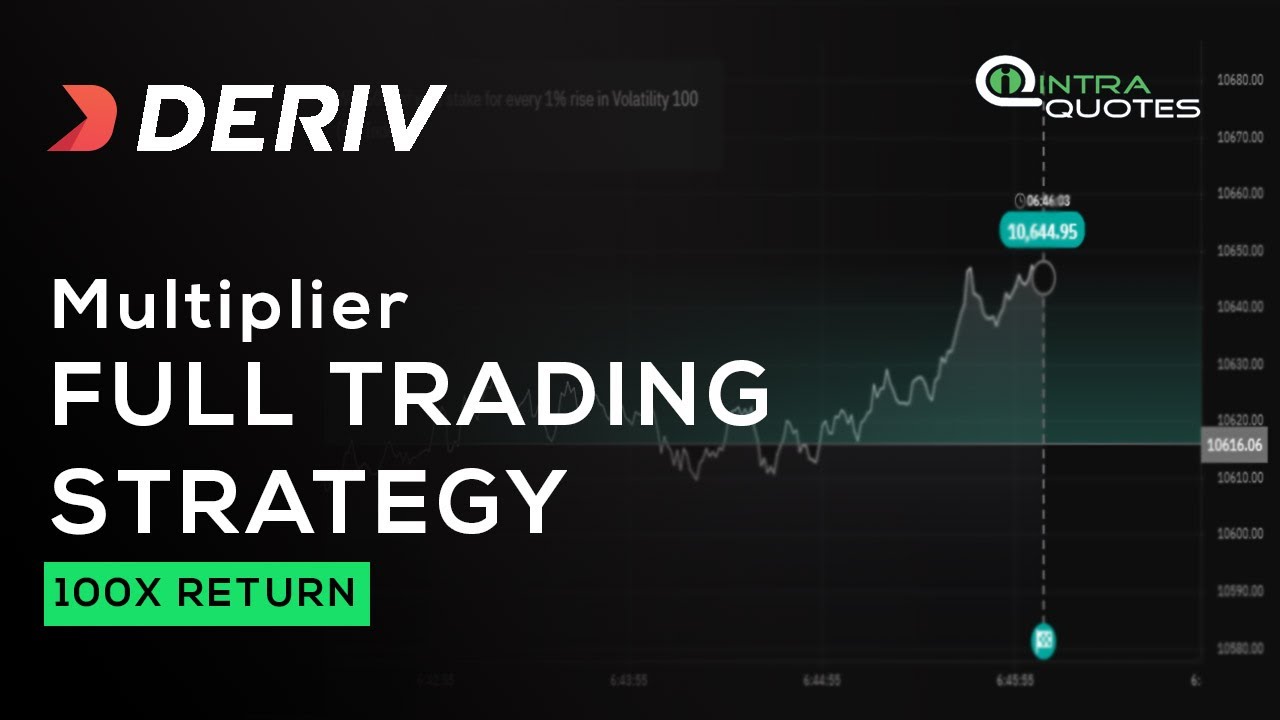 DERIV
stake for every 1% rise in Volatility 100
INTRA
QUOTES
Multiplier
FULL TRADING
STRATEGY
100X RETURN
06:46:03
10,644.95
10680.00
10670.00
10660.00
10650.00
10640.00
10630.00
10620.00
10616.06
10610.00
10600.00
10590.00
10580.00
6:42:55
6:43:55
6:44:55
6:45:55
6: